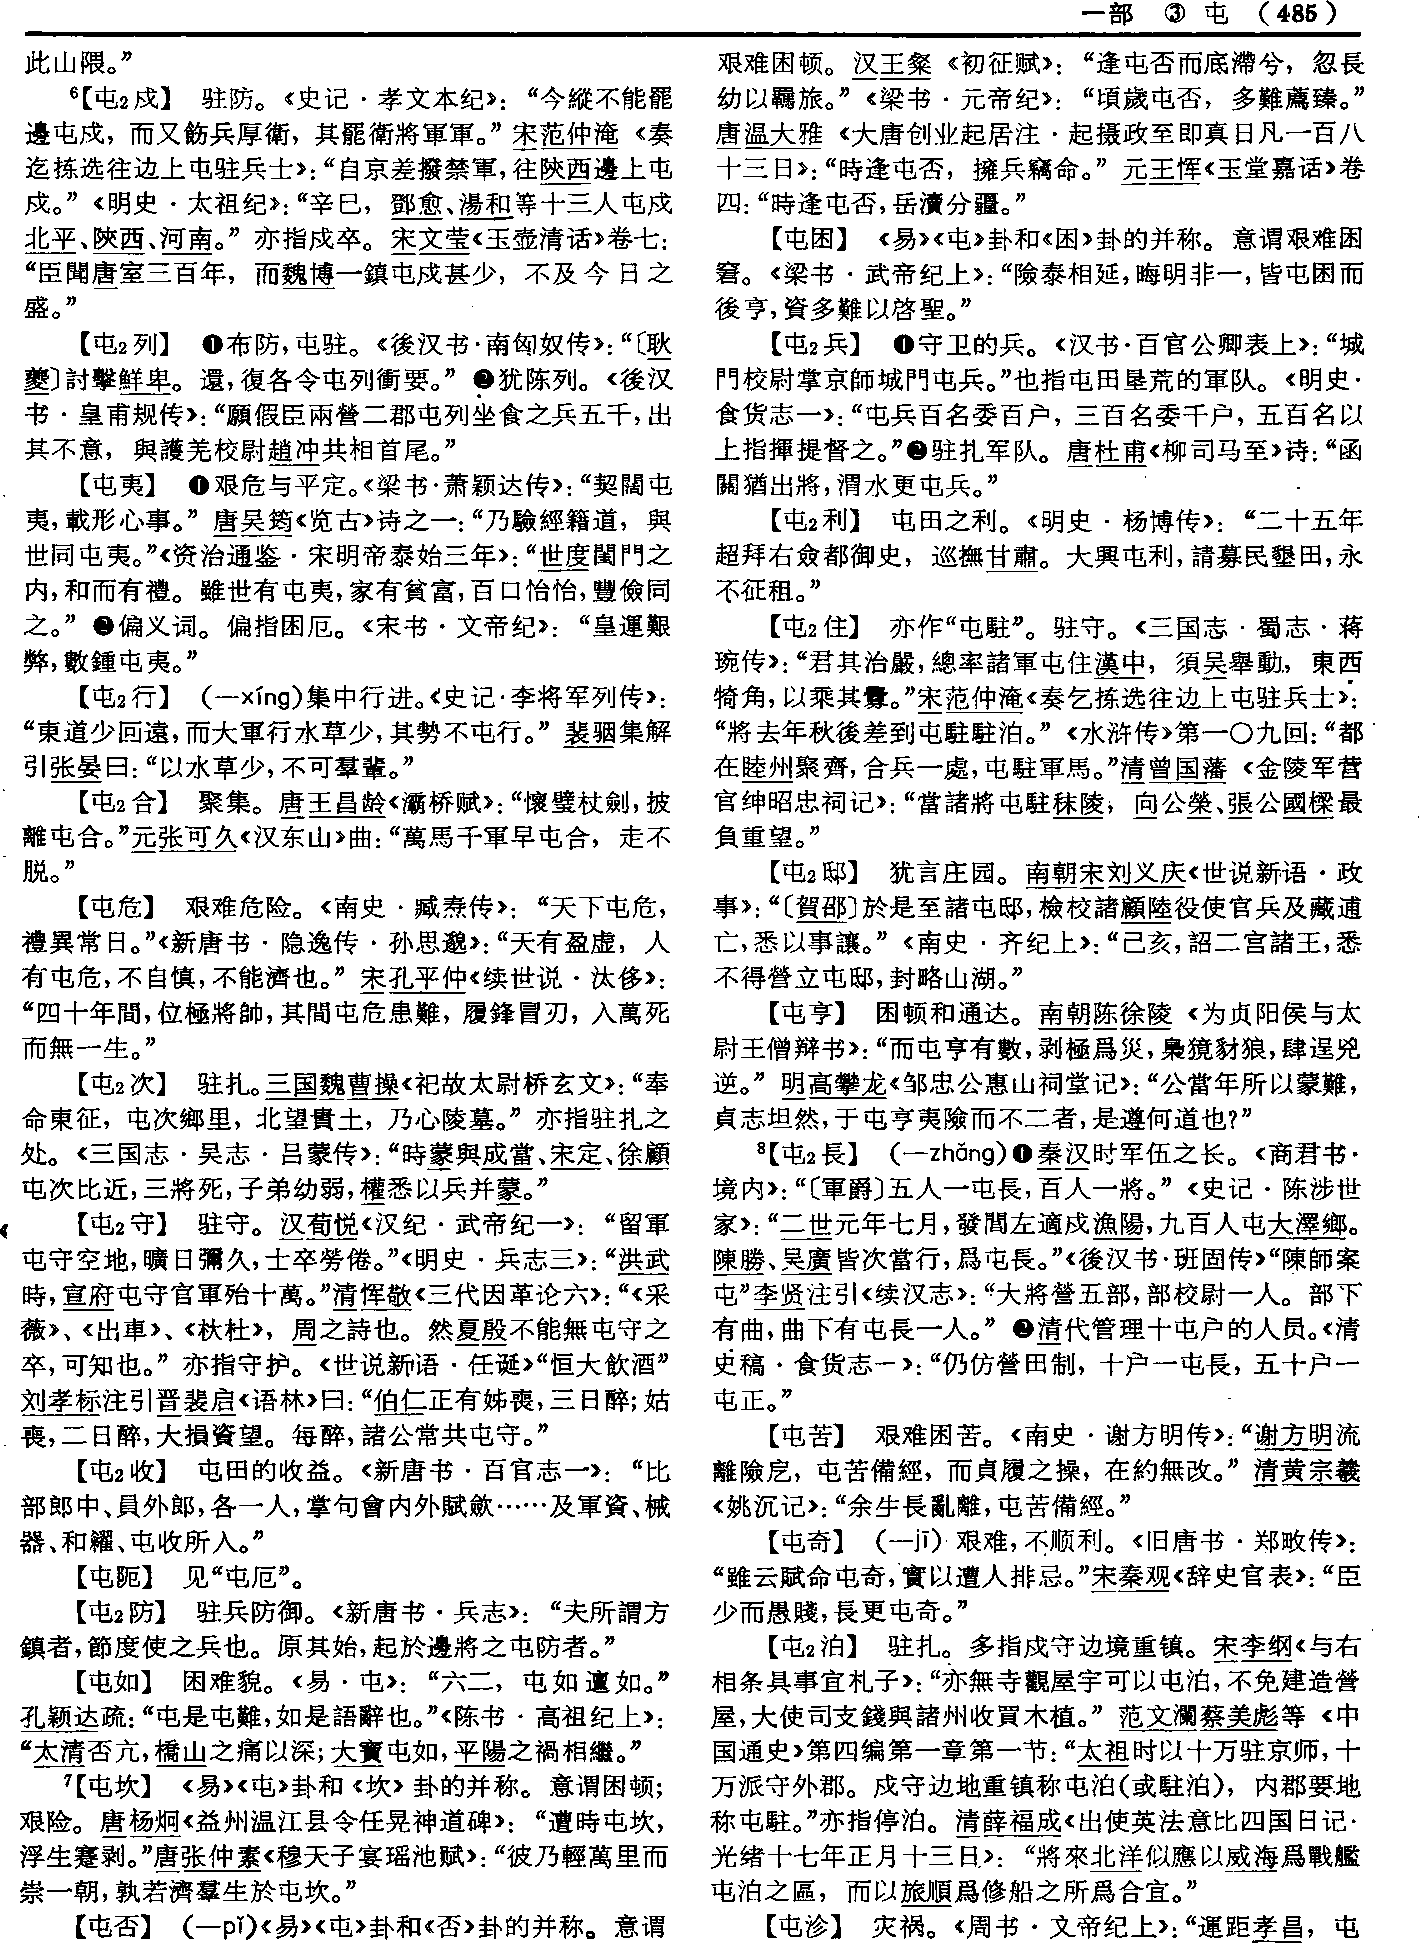 一部 ③ 屯 (485)
此山隈。”
⁶【屯₂戍】 驻防。《史记·孝文本纪》：“今縱不能罷
邊屯戍，而又飭兵厚衛，其罷衛將軍軍。”宋范仲淹《奏
乞拣选往边上屯驻兵士》：“自京差撥禁軍，往陝西邊上屯
戍。”《明史·太祖纪》：“辛巳，鄧愈、湯和等十三人屯戍
北平、陝西、河南。”亦指戍卒。宋文莹《玉壶清话》卷七：
“臣聞唐室三百年，而魏博一鎮屯戍甚少，不及今日之
盛。”
【屯₂列】 ❶布防，屯驻。《後汉书·南匈奴传》：“〔耿
夔〕討擊鮮卑。還，復各令屯列衝要。”❷犹陈列。《後汉
书·皇甫规传》：“願假臣兩營二郡屯列坐食之兵五千，出
其不意，與護羌校尉趙冲共相首尾。”
【屯夷】 ❶艰危与平定。《梁书·萧颖达传》：“契闊屯
夷，載形心事。”唐吴筠《览古》诗之一：“乃驗經籍道，與
世同屯夷。”《资治通鉴·宋明帝泰始三年》：“世度閨門之
内，和而有禮。雖世有屯夷，家有貧富，百口怡怡，豐儉同
之。”❷偏义词。偏指困厄。《宋书·文帝纪》：“皇運艱
弊，數鍾屯夷。”
【屯₂行】 （—xíng）集中行进。《史记·李将军列传》：
“東道少回遠，而大軍行水草少，其勢不屯行。”裴骃集解
引张晏曰：“以水草少，不可羣輩。”
【屯₂合】 聚集。唐王昌龄《灞桥赋》：“懷璧杖劍，披
離屯合。”元张可久《汉东山》曲：“萬馬千軍早屯合，走不
脱。”
【屯危】 艰难危险。《南史·臧焘传》：“天下屯危，
禮異常日。”《新唐书·隐逸传·孙思邈》：“天有盈虚，人
有屯危，不自慎，不能濟也。”宋孔平仲《续世说·汰侈》：
“四十年間，位極將帥，其間屯危患難，履鋒冒刃，入萬死
而無一生。”
【屯₂次】 驻扎。三国魏曹操《祀故太尉桥玄文》：“奉
命東征，屯次鄉里，北望貴土，乃心陵墓。”亦指驻扎之
处。《三国志·吴志·吕蒙传》：“時蒙與成當、宋定、徐顧
屯次比近，三將死，子弟幼弱，權悉以兵并蒙。”
【屯₂守】 驻守。汉荀悦《汉纪·武帝纪一》：“留軍
屯守空地，曠日彌久，士卒勞倦。”《明史·兵志三》：“洪武
時，宣府屯守官軍殆十萬。”清恽敬《三代因革论六》：“《采
薇》、《出車》、《杕杜》，周之詩也。然夏殷不能無屯守之
卒，可知也。”亦指守护。《世说新语·任诞》“恒大飲酒”
刘孝标注引晋裴启《语林》曰：“伯仁正有姊喪，三日醉；姑
喪，二日醉，大損資望。每醉，諸公常共屯守。”
【屯₂收】 屯田的收益。《新唐书·百官志一》：“比
部郎中、員外郎，各一人，掌句會内外賦歛……及軍資、械
器、和糴、屯收所入。”
【屯阨】 见“屯厄”。
【屯₂防】 驻兵防御。《新唐书·兵志》：“夫所謂方
鎮者，節度使之兵也。原其始，起於邊將之屯防者。”
【屯如】 困难貌。《易·屯》：“六二，屯如邅如。”
孔颖达疏：“屯是屯難，如是語辭也。”《陈书·高祖纪上》：
“太清否亢，橋山之痛以深；大寶屯如，平陽之禍相繼。”
⁷【屯坎】 《易》《屯》卦和《坎》卦的并称。意谓困顿；
艰险。唐杨炯《益州温江县令任晃神道碑》：“遭時屯坎，
浮生蹇剥。”唐张仲素《穆天子宴瑶池赋》：“彼乃輕萬里而
崇一朝，孰若濟羣生於屯坎。”
【屯否】 （—pǐ）《易》《屯》卦和《否》卦的并称。意谓
艰难困顿。汉王粲《初征赋》：“逢屯否而底滯兮，忽長
幼以羈旅。”《梁书·元帝纪》：“頃歲屯否，多難薦臻。”
唐温大雅《大唐创业起居注·起摄政至即真日凡一百八
十三日》：“時逢屯否，擁兵竊命。”元王恽《玉堂嘉话》卷
四：“時逢屯否，岳瀆分疆。”
【屯困】 《易》《屯》卦和《困》卦的并称。意谓艰难困
窘。《梁书·武帝纪上》：“險泰相延，晦明非一，皆屯困而
後亨，資多難以啓聖。”
【屯₂兵】 ❶守卫的兵。《汉书·百官公卿表上》：“城
門校尉掌京師城門屯兵。”也指屯田垦荒的軍队。《明史·
食货志一》：“屯兵百名委百户，三百名委千户，五百名以
上指揮提督之。”❷驻扎军队。唐杜甫《柳司马至》诗：“函
關猶出將，渭水更屯兵。”
【屯₂利】 屯田之利。《明史·杨博传》：“二十五年
超拜右僉都御史，巡撫甘肅。大興屯利，請募民墾田，永
不征租。”
【屯₂住】 亦作“屯駐”。驻守。《三国志·蜀志·蒋
琬传》：“君其治嚴，總率諸軍屯住漢中，須吴舉動，東西
犄角，以乘其釁。”宋范仲淹《奏乞拣选往边上屯驻兵士》：
“將去年秋後差到屯駐駐泊。”《水浒传》第一〇九回：“都
在睦州聚齊，合兵一處，屯駐軍馬。”清曾国藩《金陵军营
官绅昭忠祠记》：“當諸將屯駐秣陵，向公榮、張公國樑最
負重望。”
【屯₂邸】 犹言庄园。南朝宋刘义庆《世说新语·政
事》：“〔賀邵〕於是至諸屯邸，檢校諸顧陸役使官兵及藏逋
亡，悉以事讓。”《南史·齐纪上》：“己亥，詔二宫諸王，悉
不得營立屯邸，封略山湖。”
【屯亨】 困顿和通达。南朝陈徐陵《为贞阳侯与太
尉王僧辩书》：“而屯亨有數，剥極爲災，梟獍豺狼，肆逞兇
逆。”明高攀龙《邹忠公惠山祠堂记》：“公當年所以蒙難，
貞志坦然，于屯亨夷險而不二者，是遵何道也？”
⁸【屯₂長】 （—zhǎng）❶秦汉时军伍之长。《商君书·
境内》：“〔軍爵〕五人一屯長，百人一將。”《史记·陈涉世
家》：“二世元年七月，發閭左適戍漁陽，九百人屯大澤鄉。
陳勝、吴廣皆次當行，爲屯長。”《後汉书·班固传》“陳師案
屯”李贤注引《续汉志》：“大將營五部，部校尉一人。部下
有曲，曲下有屯長一人。”❷清代管理十屯户的人员。《清
史稿·食货志一》：“仍仿營田制，十户一屯長，五十户一
屯正。”
【屯苦】 艰难困苦。《南史·谢方明传》：“谢方明流
離險戹，屯苦備經，而貞履之操，在約無改。”清黄宗羲
《姚沉记》：“余生長亂離，屯苦備經。”
【屯奇】 （—jī）艰难，不顺利。《旧唐书·郑畋传》：
“雖云賦命屯奇，實以遭人排忌。”宋秦观《辞史官表》：“臣
少而愚賤，長更屯奇。”
【屯₂泊】 驻扎。多指戍守边境重镇。宋李纲《与右
相条具事宜札子》：“亦無寺觀屋宇可以屯泊，不免建造營
屋，大使司支錢與諸州收買木植。”范文瀾蔡美彪等《中
国通史》第四编第一章第一节：“太祖时以十万驻京师，十
万派守外郡。戍守边地重镇称屯泊（或駐泊），内郡要地
称屯駐。”亦指停泊。清薛福成《出使英法意比四国日记·
光绪十七年正月十三日》：“將來北洋似應以威海爲戰艦
屯泊之區，而以旅順爲修船之所爲合宜。”
【屯沴】 灾祸。《周书·文帝纪上》：“運距孝昌，屯